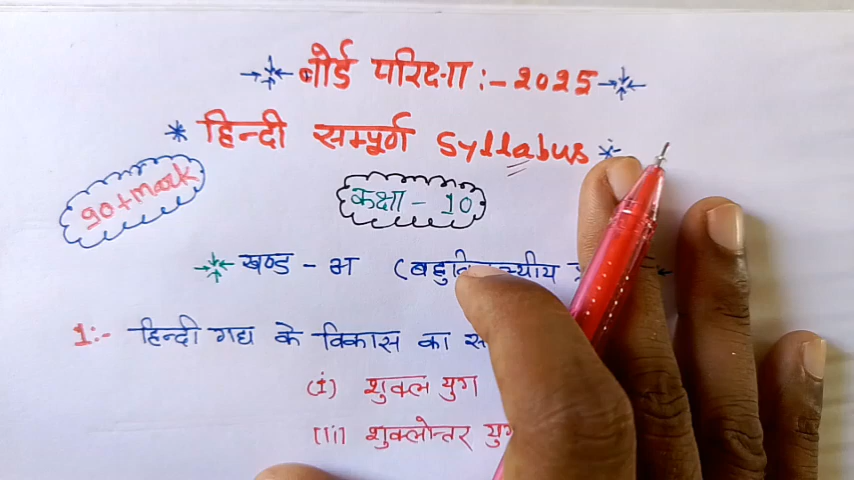 बोर्ड परिक्षा :- 2025
हिन्दी सम्पूर्ण Syllabus
90+ Mark
कक्षा - 10
खण्ड - अ
1:- हिन्दी गद्य के विकास का
(i) शुक्ल युग
(ii) शुक्लोन्तर युग